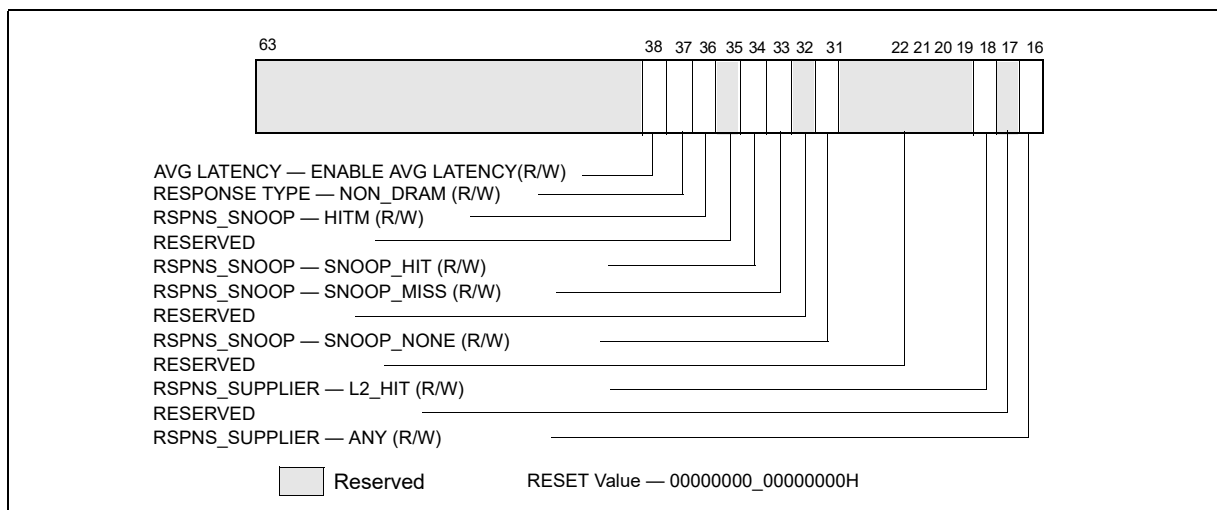 63 38 37 36 35 34 33 32 31 22 21 20 19 18 17 16
AVG LATENCY — ENABLE AVG LATENCY(R/W)
RESPONSE TYPE — NON_DRAM (R/W)
RSPNS_SNOOP — HITM (R/W)
RESERVED
RSPNS_SNOOP — SNOOP_HIT (R/W)
RSPNS_SNOOP — SNOOP_MISS (R/W)
RESERVED
RSPNS_SNOOP — SNOOP_NONE (R/W)
RESERVED
RSPNS_SUPPLIER — L2_HIT (R/W)
RESERVED
RSPNS_SUPPLIER — ANY (R/W)
Reserved RESET Value — 00000000_00000000H